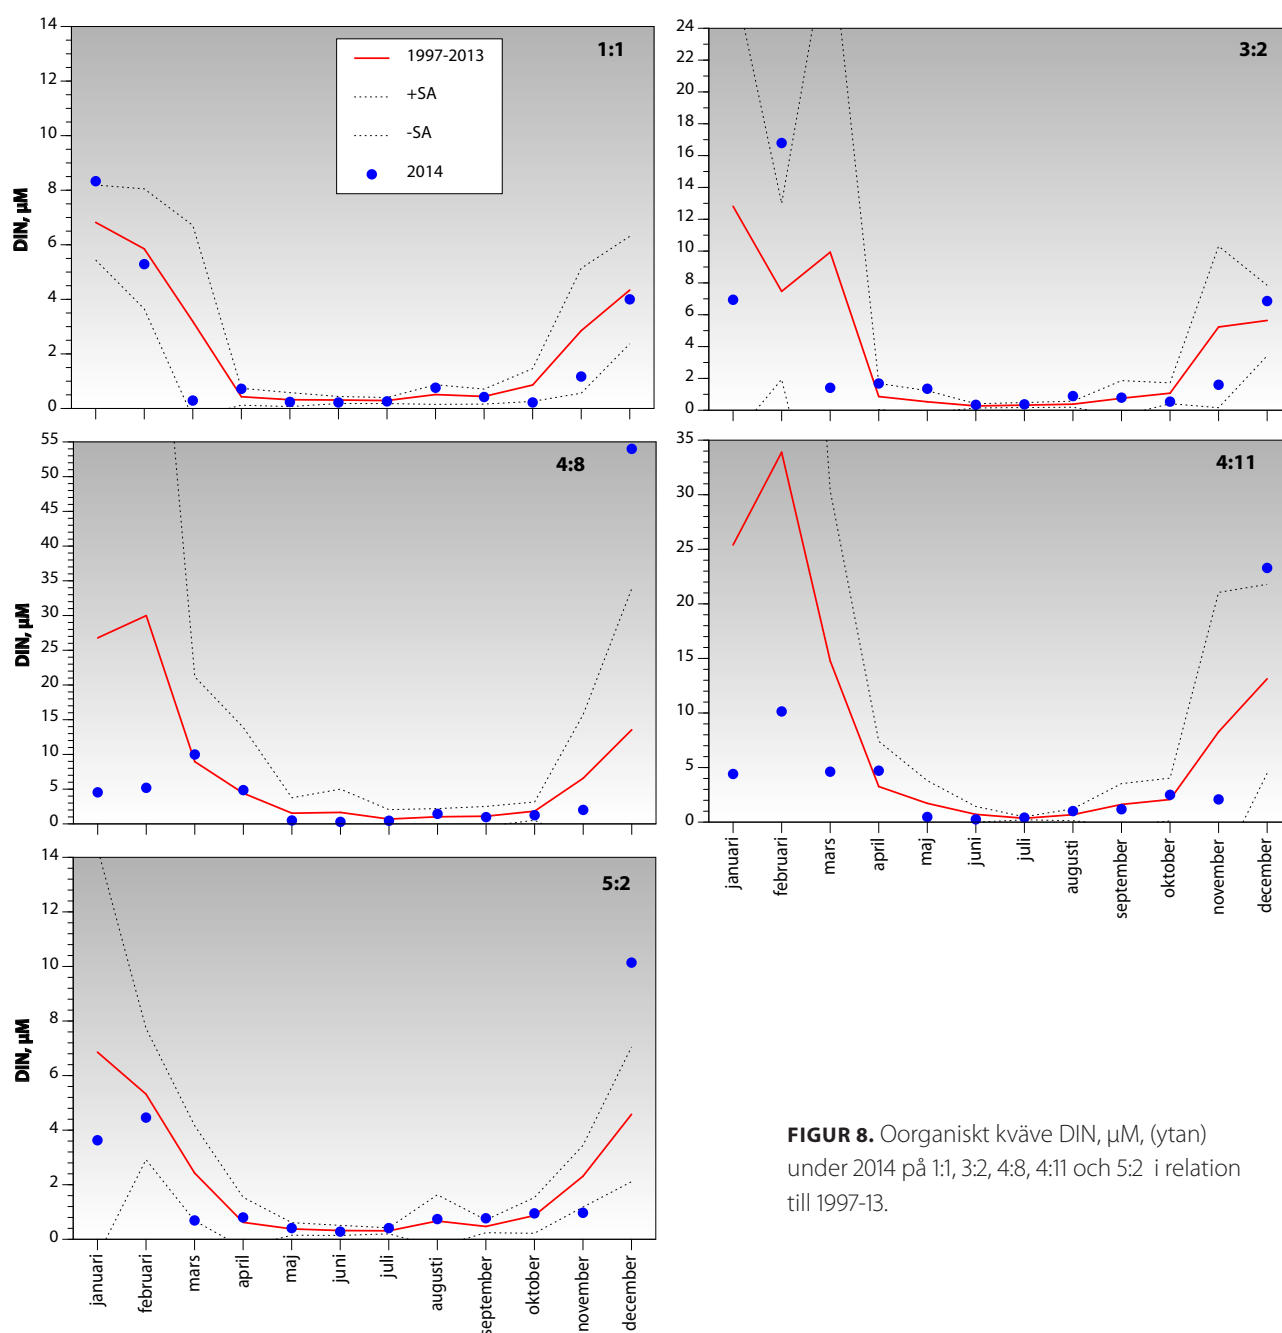 1:1
1997-2013
+SA
-SA
2014
DIN, µM
14
12
10
8
6
4
2
0
3:2
24
22
20
18
16
14
12
10
8
6
4
2
0
4:8
DIN, µM
55
50
45
40
35
30
25
20
15
10
5
0
4:11
35
30
25
20
15
10
5
0
januari
februari
mars
april
maj
juni
juli
augusti
september
oktober
november
december
5:2
DIN, µM
14
12
10
8
6
4
2
0
januari
februari
mars
april
maj
juni
juli
augusti
september
oktober
november
december
FIGUR 8. Oorganiskt kväve DIN, µM, (ytan)
under 2014 på 1:1, 3:2, 4:8, 4:11 och 5:2 i relation
till 1997-13.